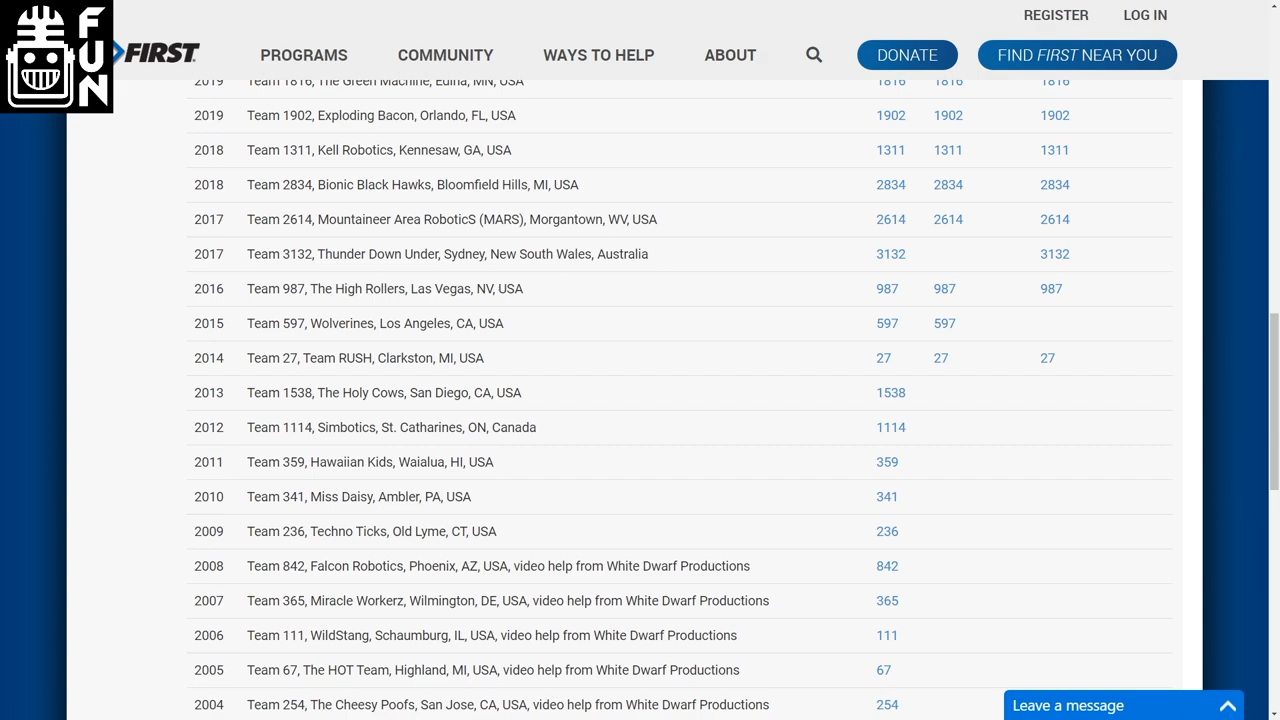 FUN
FIRST
PROGRAMS COMMUNITY WAYS TO HELP ABOUT
REGISTER LOG IN
DONATE FIND FIRST NEAR YOU
2019 Team 1816, The Green Machine, Edina, MN, USA 1816 1816 1816
2019 Team 1902, Exploding Bacon, Orlando, FL, USA 1902 1902 1902
2018 Team 1311, Kell Robotics, Kennesaw, GA, USA 1311 1311 1311
2018 Team 2834, Bionic Black Hawks, Bloomfield Hills, MI, USA 2834 2834 2834
2017 Team 2614, Mountaineer Area RoboticS (MARS), Morgantown, WV, USA 2614 2614 2614
2017 Team 3132, Thunder Down Under, Sydney, New South Wales, Australia 3132 3132
2016 Team 987, The High Rollers, Las Vegas, NV, USA 987 987 987
2015 Team 597, Wolverines, Los Angeles, CA, USA 597 597
2014 Team 27, Team RUSH, Clarkston, MI, USA 27 27 27
2013 Team 1538, The Holy Cows, San Diego, CA, USA 1538
2012 Team 1114, Simbotics, St. Catharines, ON, Canada 1114
2011 Team 359, Hawaiian Kids, Waialua, HI, USA 359
2010 Team 341, Miss Daisy, Ambler, PA, USA 341
2009 Team 236, Techno Ticks, Old Lyme, CT, USA 236
2008 Team 842, Falcon Robotics, Phoenix, AZ, USA, video help from White Dwarf Productions 842
2007 Team 365, Miracle Workerz, Wilmington, DE, USA, video help from White Dwarf Productions 365
2006 Team 111, WildStang, Schaumburg, IL, USA, video help from White Dwarf Productions 111
2005 Team 67, The HOT Team, Highland, MI, USA, video help from White Dwarf Productions 67
2004 Team 254, The Cheesy Poofs, San Jose, CA, USA, video help from White Dwarf Productions 254
Leave a message